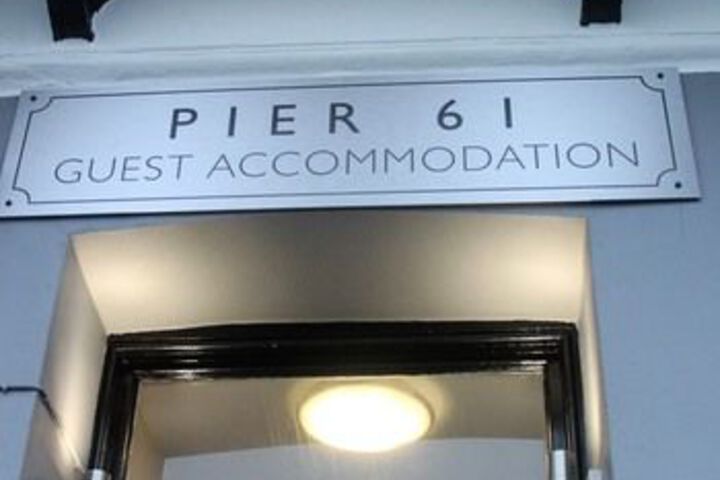 PIER 61
GUEST ACCOMMODATION